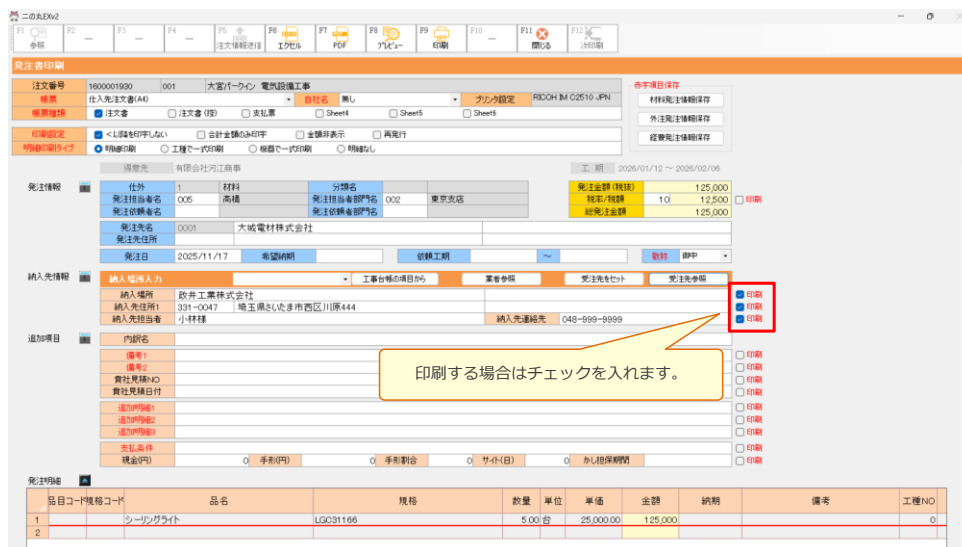 二の丸EXv2
F1 参照 F2 F3 F4 F5 注文情報送信 F6 エクセル F7 PDF F8 プレビュー F9 印刷 F10 F11 閉じる F12 次印刷
発注書印刷
注文番号 1600001930 001 大宮パークイン 電気設備工事 赤字項目保存
帳票 仕入先注文書(A4) 自社名 無し プリンタ設定 RICOH IM C2510 JPN 材料発注情報保存
帳票種類 注文書 注文書(控) 支払票 Sheet4 Sheet5 Sheet6 外注発注情報保存
印刷設定 <以降を印字しない 合計金額のみ印字 金額非表示 再発行 経費発注情報保存
明細印刷タイプ 明細印刷 工種で一式印刷 機器で一式印刷 明細なし
得意先 有限会社河江商事 工 期 2026/01/12 ～ 2026/02/06
発注情報 仕外 1 材料 分類名 発注金額(税抜) 125,000
発注担当者名 005 高橋 発注担当者部門名 002 東京支店 税率/税額 10 12,500 印刷
発注依頼者名 発注依頼者部門名 総発注金額 125,000
発注先名 0001 大城電材株式会社
発注先住所
発注日 2025/11/17 希望納期 依頼工期 ～ 敬称 御中
納入先情報 納入場所入力 工事台帳の項目から 業者参照 受注先をセット 受注先参照
納入場所 政井工業株式会社 印刷
納入先住所1 331-0047 埼玉県さいたま市西区川原444 印刷
納入先担当者 小林様 納入先連絡先 048-999-9999 印刷
追加項目 内訳名
備考1 印刷
備考2 印刷
貴社見積NO 印刷
貴社見積日付 印刷
印刷する場合はチェックを入れます。
追加明細1 印刷
追加明細2 印刷
追加明細3 印刷
支払条件 印刷
現金(円) 0 手形(円) 0 手形割合 0 サイト(日) 0 かし担保期間 印刷
発注明細
品目コード 規格コード 品名 規格 数量 単位 単価 金額 納期 備考 工種NO
1 シーリングライト LGC31166 5.00 台 25,000.00 125,000 0
2